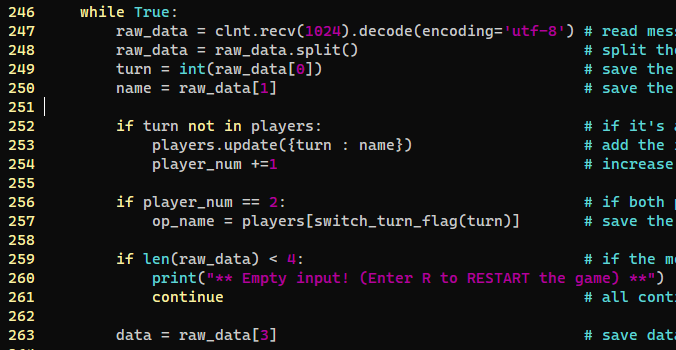 246     while True:
247         raw_data = clnt.recv(1024).decode(encoding='utf-8') # read mes
248         raw_data = raw_data.split()                         # split the
249         turn = int(raw_data[0])                             # save the
250         name = raw_data[1]                                  # save the
251
252         if turn not in players:                             # if it's a
253             players.update({turn : name})                   # add the
254             player_num +=1                                  # increase
255
256         if player_num == 2:                                 # if both p
257             op_name = players[switch_turn_flag(turn)]       # save the
258
259         if len(raw_data) < 4:                               # if the me
260             print("** Empty input! (Enter R to RESTART the game) **")
261             continue                                        # all cont
262
263         data = raw_data[3]                                  # save data